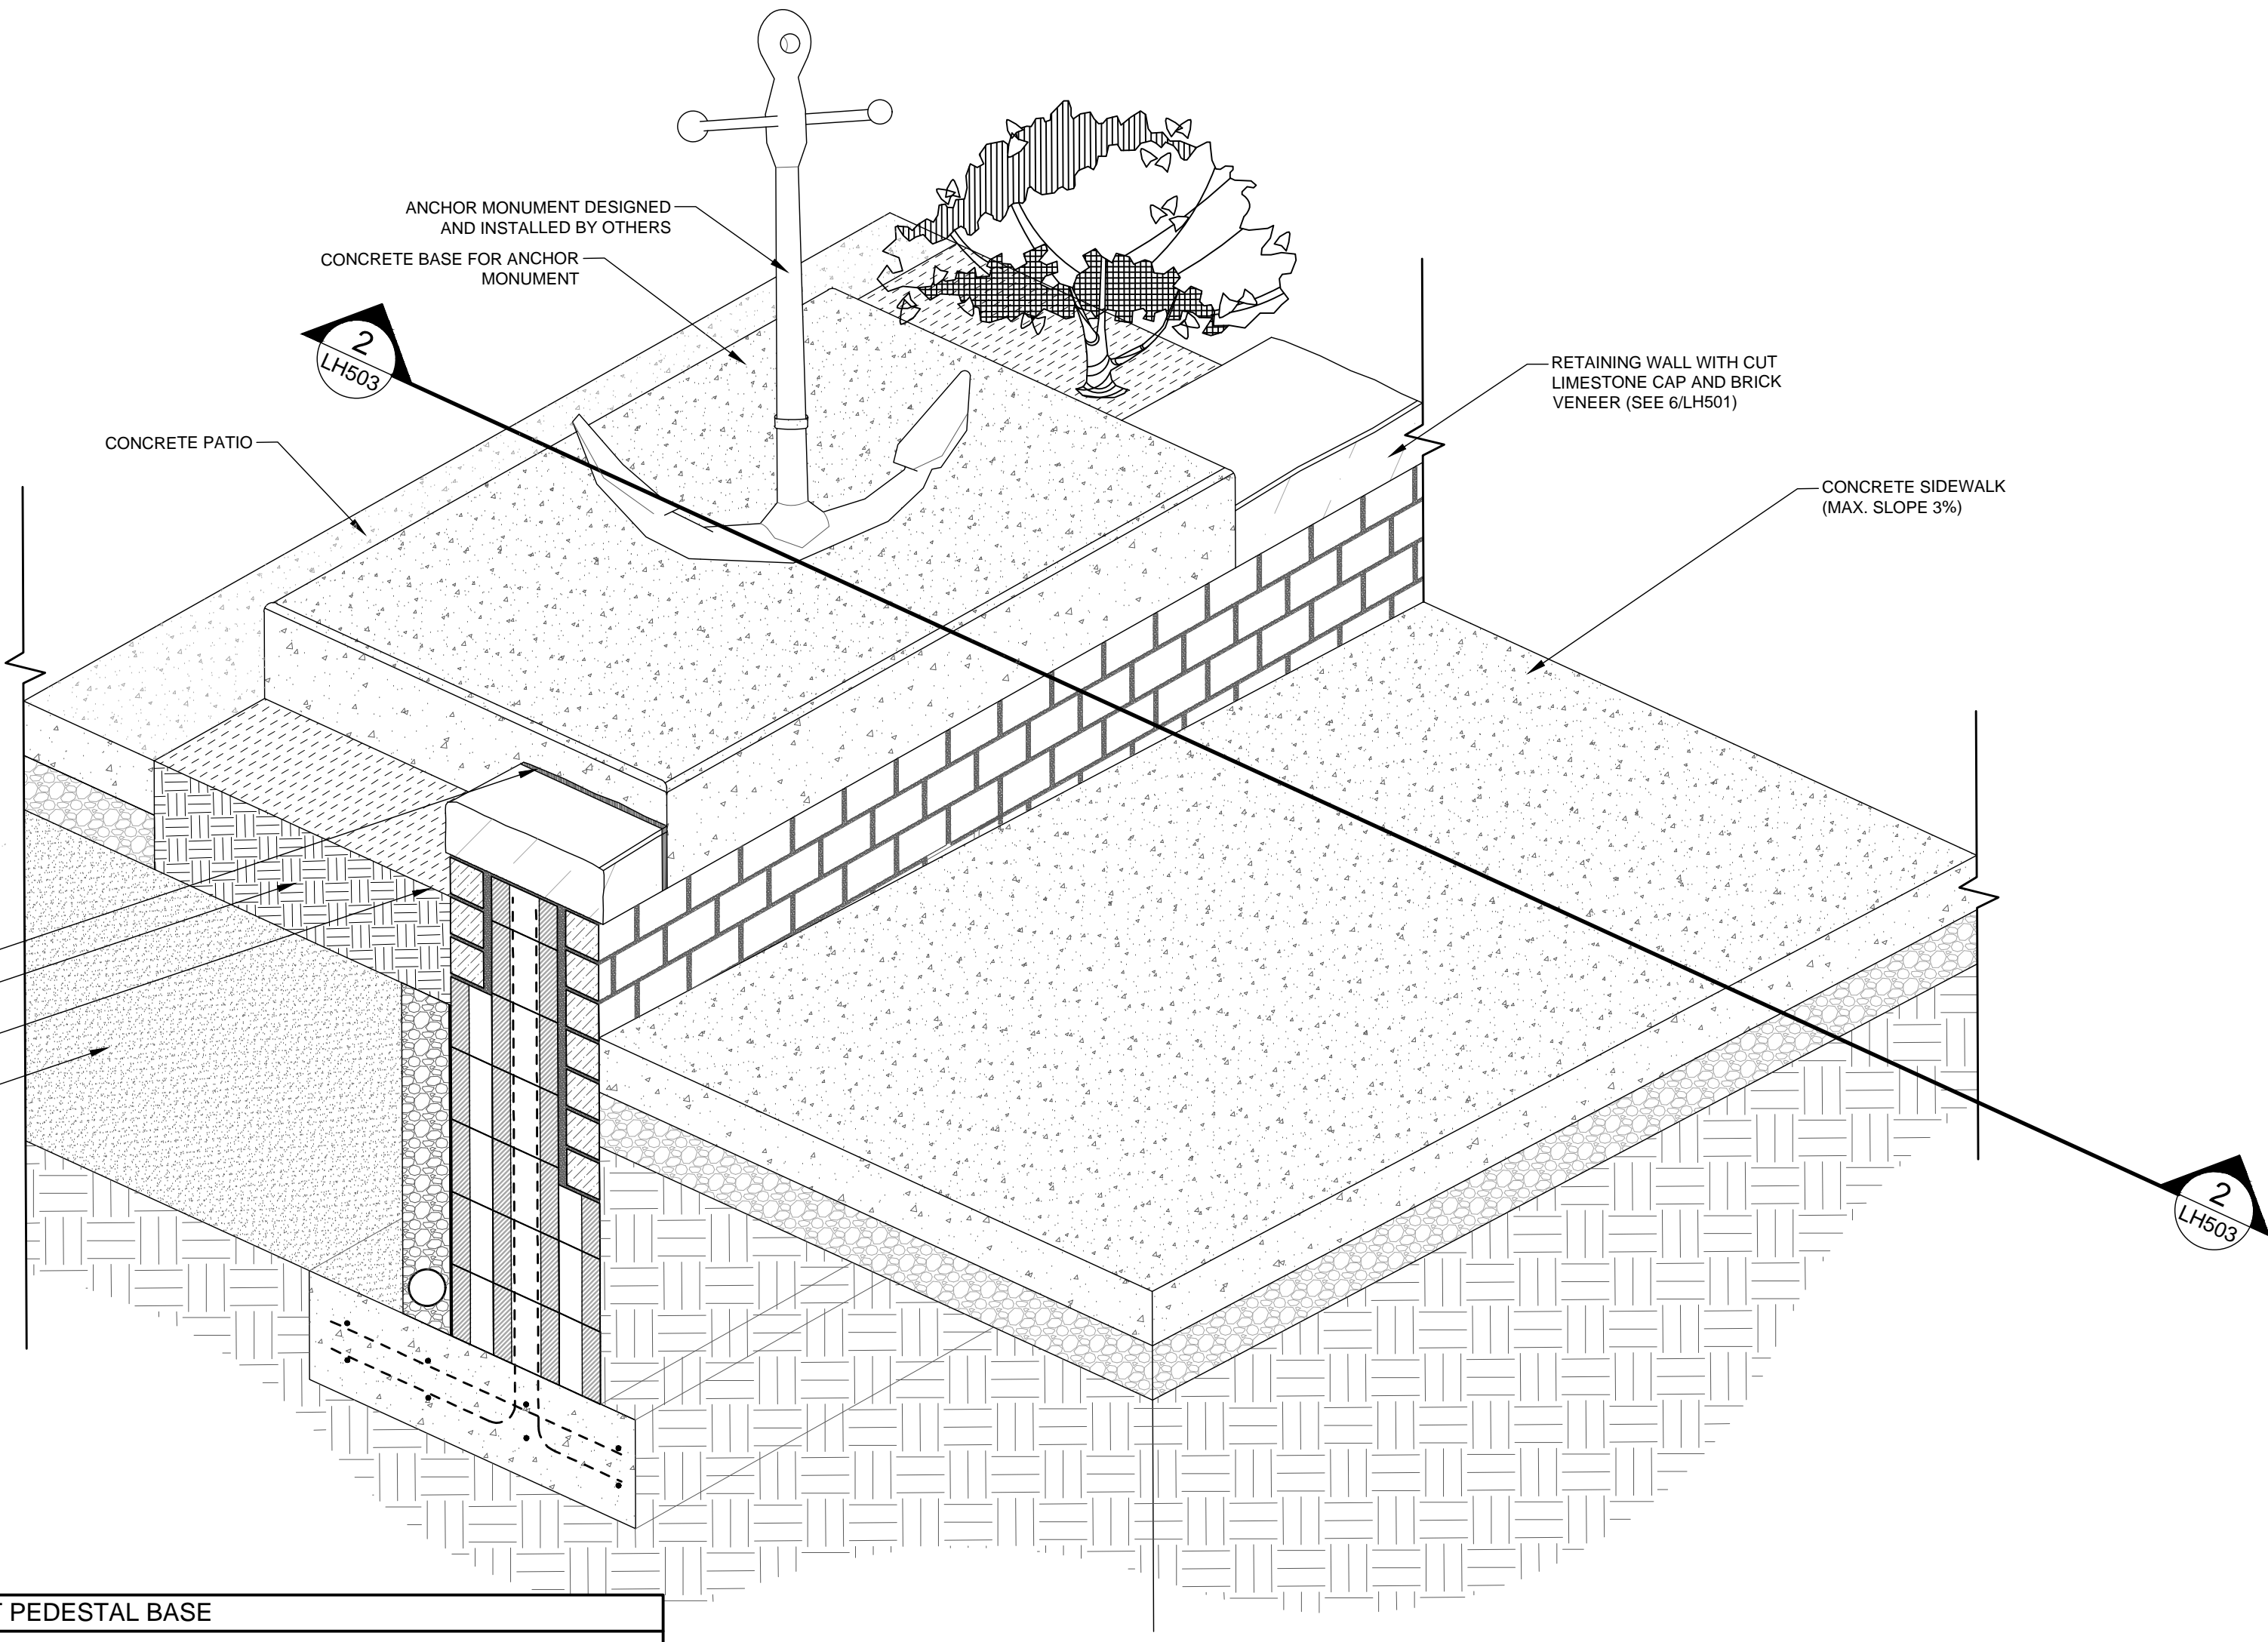 ANCHOR MONUMENT DESIGNED
AND INSTALLED BY OTHERS
CONCRETE BASE FOR ANCHOR
MONUMENT
2
LH503
CONCRETE PATIO
RETAINING WALL WITH CUT
LIMESTONE CAP AND BRICK
VENEER (SEE 6/LH501)
CONCRETE SIDEWALK
(MAX. SLOPE 3%)
2
LH503
PEDESTAL BASE